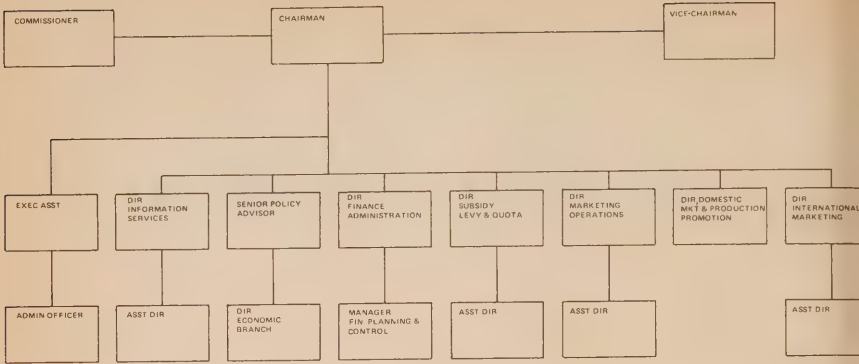 COMMISSIONER
CHAIRMAN
VICE-CHAIRMAN
EXEC ASST
DIR
INFORMATION
SERVICES
SENIOR POLICY
ADVISOR
DIR
FINANCE
ADMINISTRATION
DIR
SUBSIDY
LEVY & QUOTA
DIR
MARKETING
OPERATIONS
DIR, DOMESTIC
MKT & PRODUCTION
PROMOTION
DIR
INTERNATIONAL
MARKETING
ADMIN OFFICER
ASST DIR
DIR
ECONOMIC
BRANCH
MANAGER
FIN PLANNING &
CONTROL
ASST DIR
ASST DIR
ASST DIR